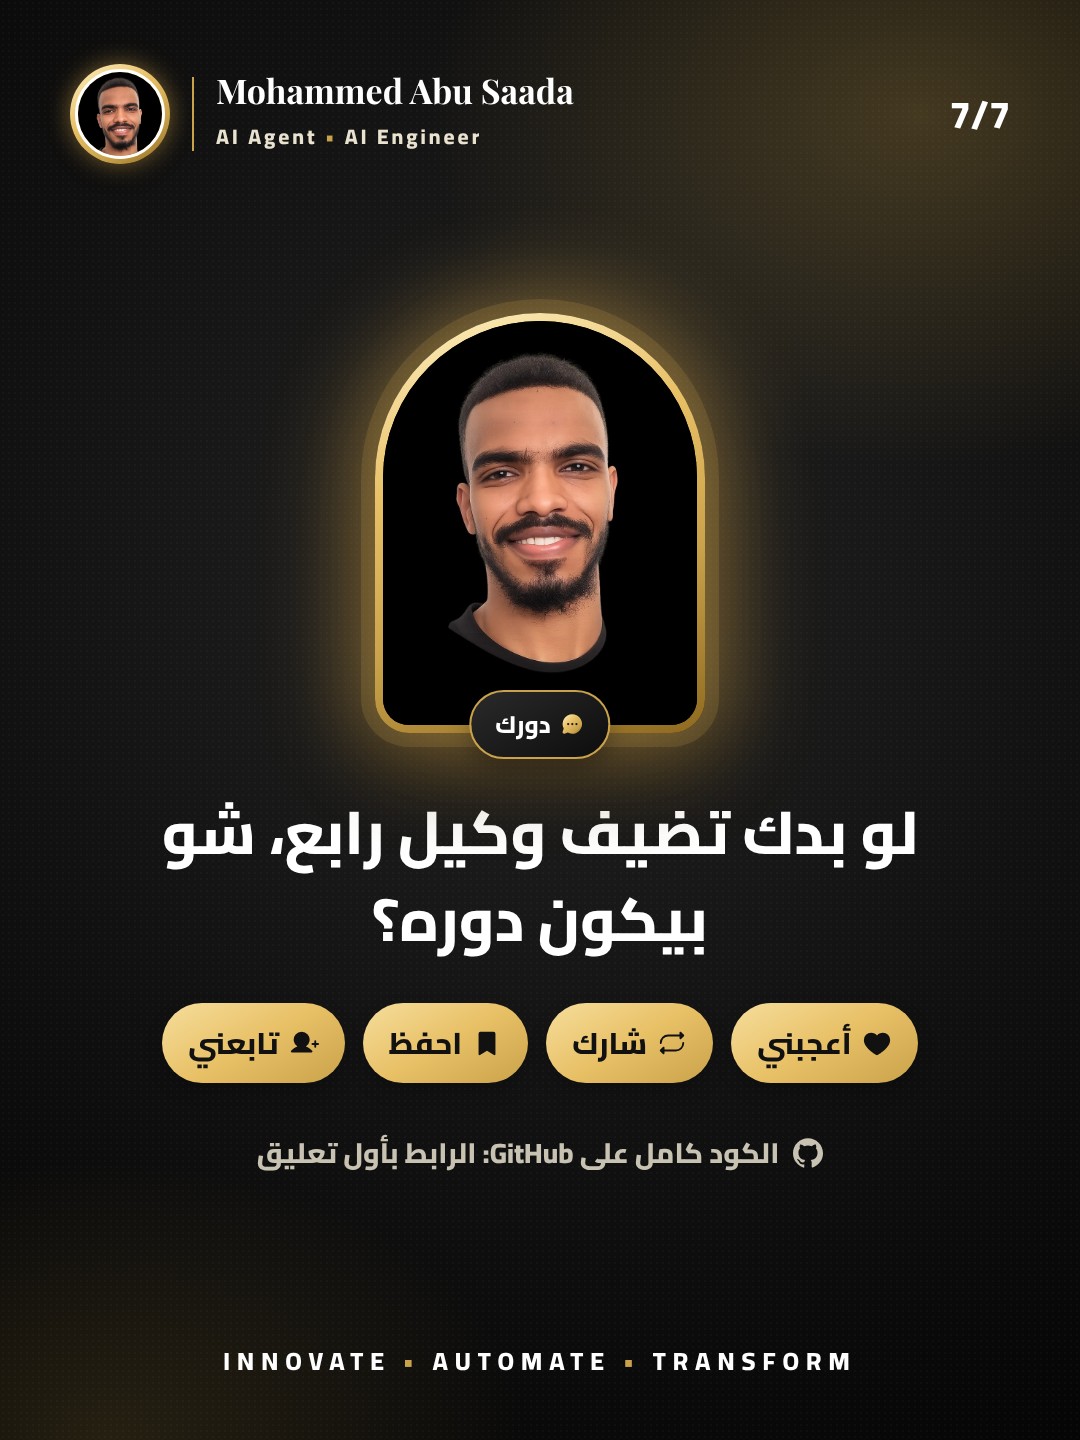 Mohammed Abu Saada
AI Agent ▪ AI Engineer
7/7
دورك
لو بدك تضيف وكيل رابع، شو
بيكون دوره؟
أعجبني
شارك
احفظ
تابعني
الكود كامل على GitHub: الرابط بأول تعليق
INNOVATE ▪ AUTOMATE ▪ TRANSFORM